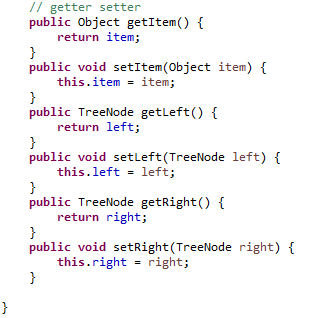 // getter setter
public Object getItem() {
return item;
}
public void setItem(Object item) {
this.item = item;
}
public TreeNode getLeft() {
return left;
}
public void setLeft(TreeNode left) {
this.left = left;
}
public TreeNode getRight() {
return right;
}
public void setRight(TreeNode right) {
this.right = right;
}
}